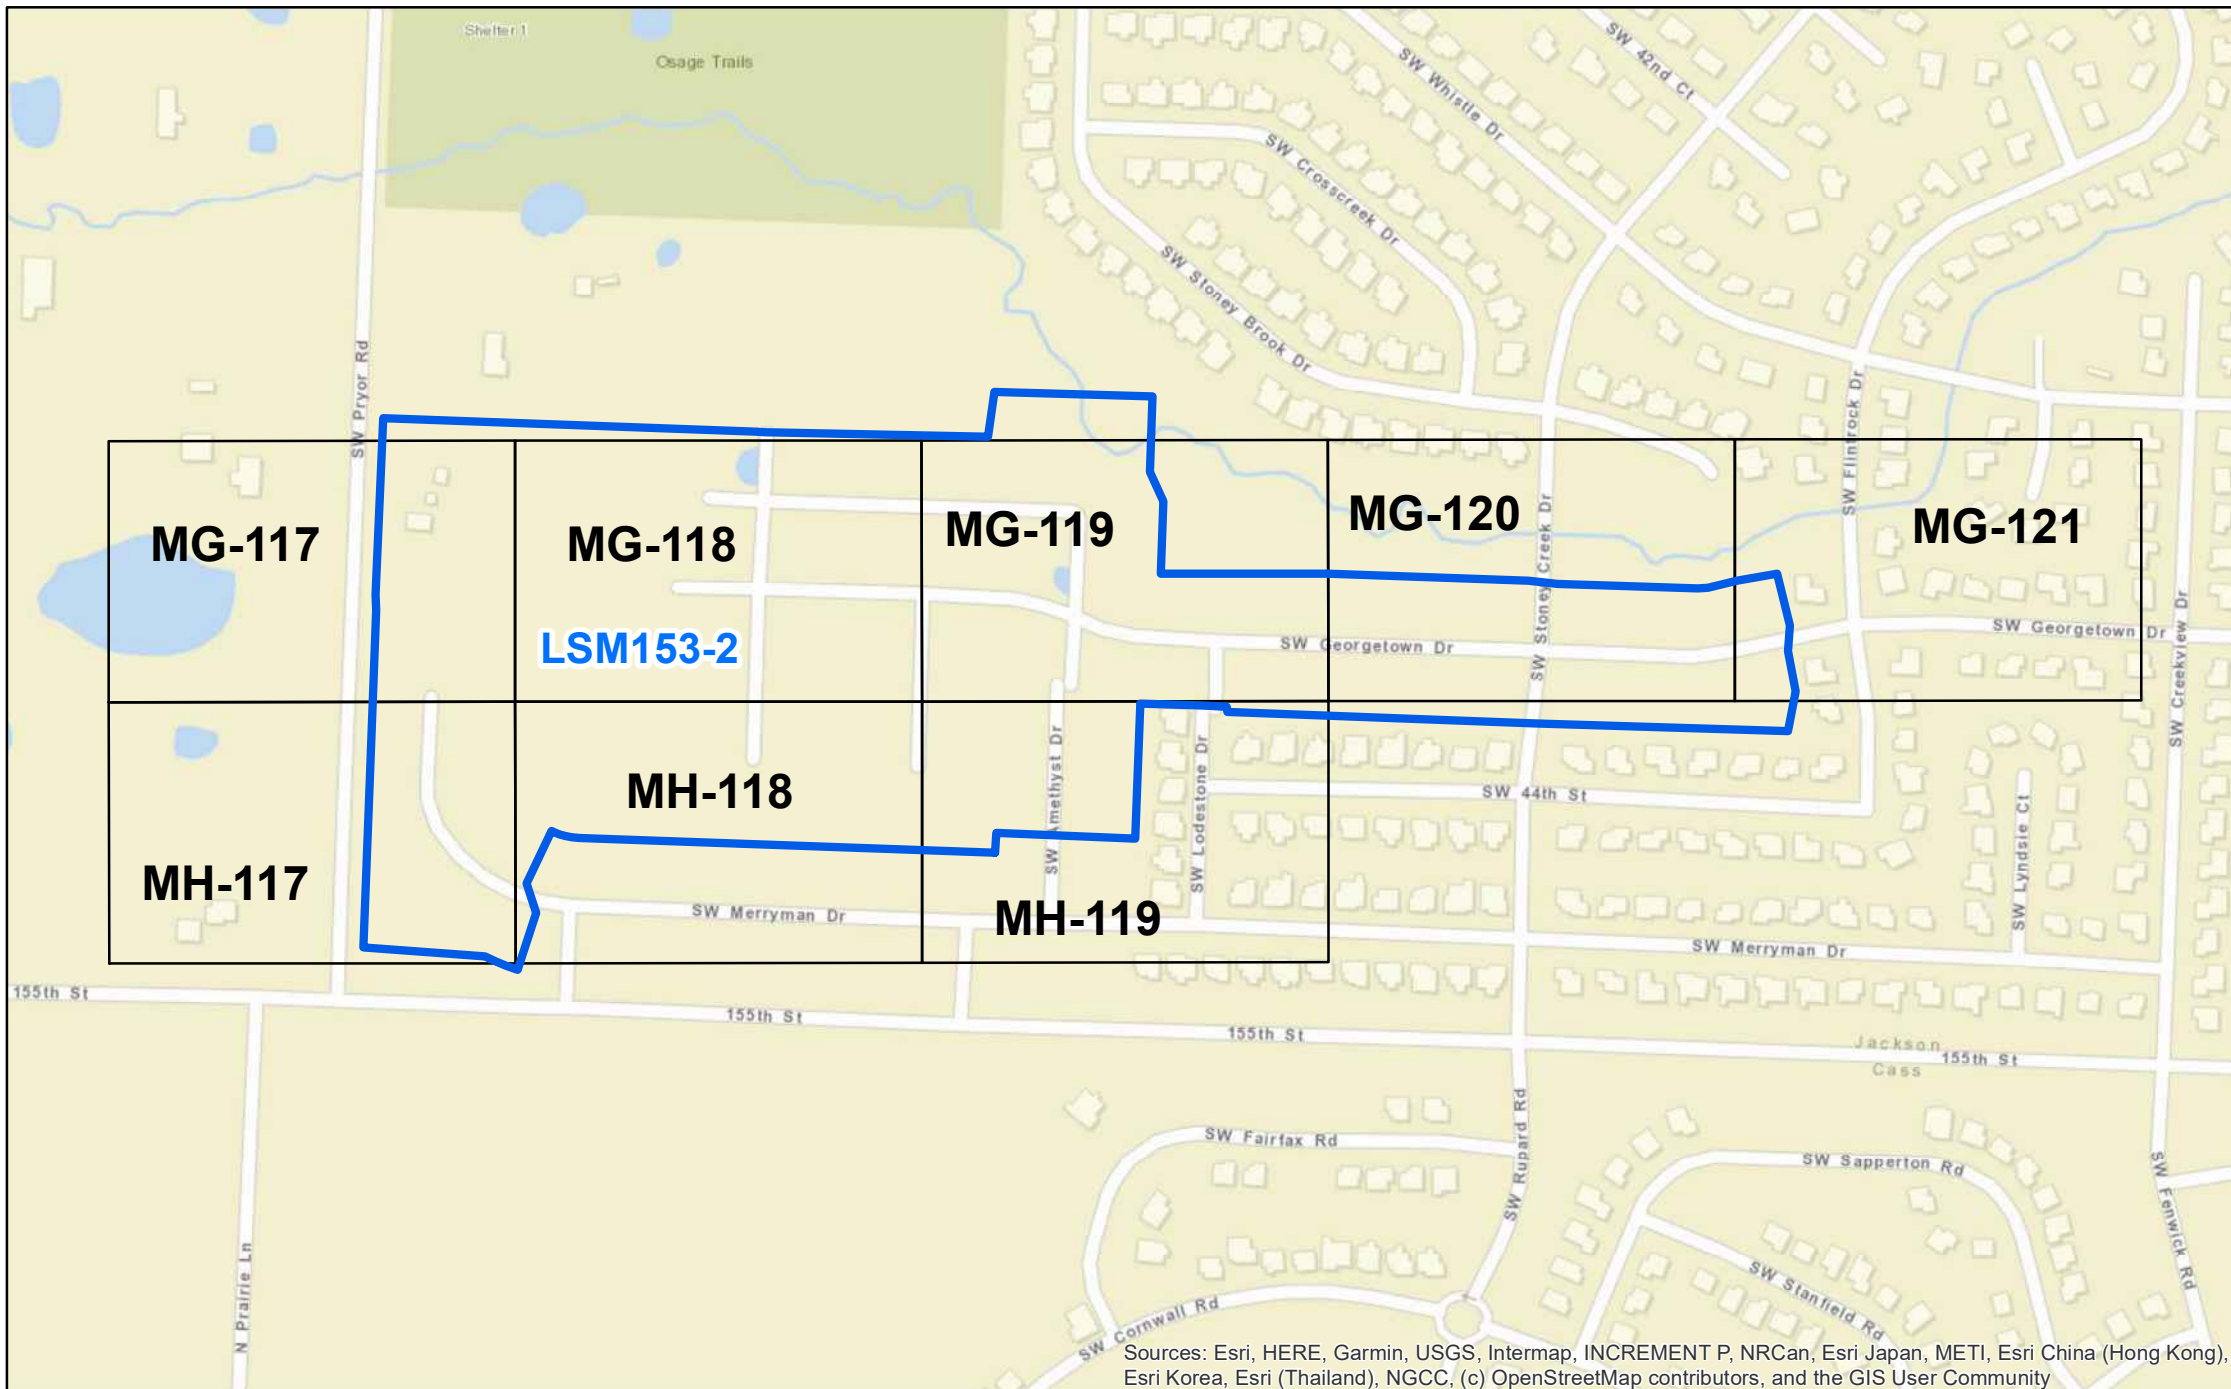 Shelter 1
Osage Trails
SW 42nd Ct
SW Whistle Dr
SW Crosscreek Dr
SW Stoney Brook Dr
SW Pryor Rd
SW Flintrock Dr
MG-117
MG-118
MG-119
MG-120
MG-121
SW Stoney Creek Dr
LSM153-2
SW Georgetown Dr
SW Georgetown Dr
SW Creekview Dr
SW Amethyst Dr
SW Lodestone Dr
MH-118
SW 44th St
SW Lyndsie Ct
MH-117
SW Merryman Dr
MH-119
SW Merryman Dr
155th St
155th St
155th St
Jackson
155th St
Cass
SW Fairfax Rd
SW Rupard Rd
SW Sapperton Rd
SW Fenwick Rd
N Prairie Ln
SW Stanfield Rd
SW Cornwall Rd
Sources: Esri, HERE, Garmin, USGS, Intermap, INCREMENT P, NRCan, Esri Japan, METI, Esri China (Hong Kong),
Esri Korea, Esri (Thailand), NGCC, (c) OpenStreetMap contributors, and the GIS User Community